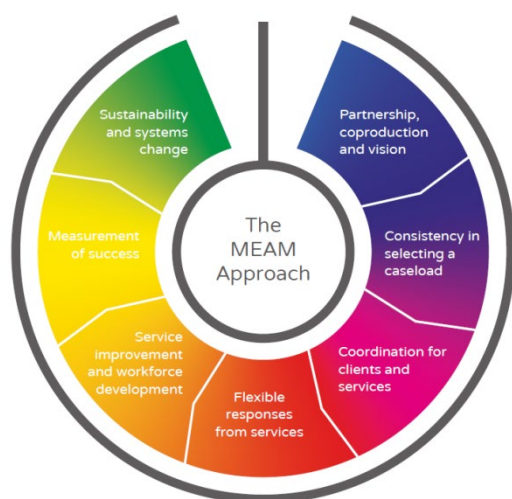 The
MEAM
Approach
Partnership,
coproduction
and vision
Consistency in
selecting a
caseload
Coordination for
clients and
services
Flexible
responses
from services
Service
improvement
and workforce
development
Measurement
of success
Sustainability
and systems
change